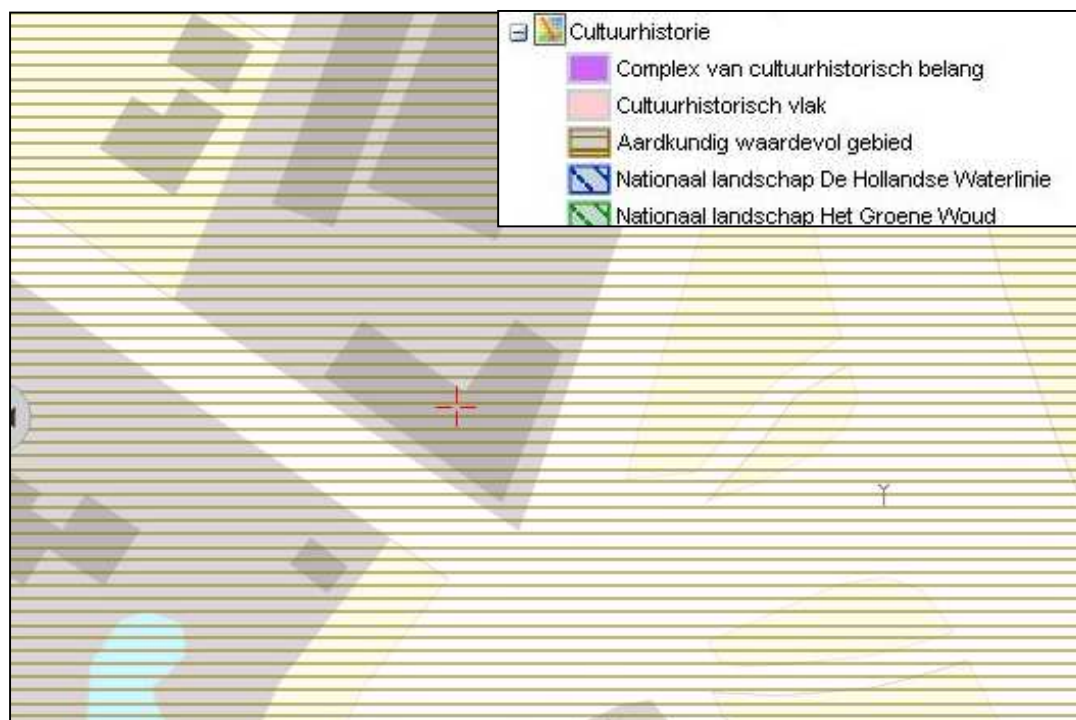 Cultuurhistorie
Complex van cultuurhistorisch belang
Cultuurhistorisch vlak
Aardkundig waardevol gebied
Nationaal landschap De Hollandse Waterlinie
Nationaal landschap Het Groene Woud